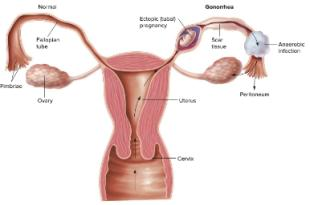 Normal
Gonorrhea
Ectopic (tubal)
pregnancy
Fallopian
tube
Scar
tissue
Anaerobic
infection
Fimbriae
Ovary
Peritoneum
Uterus
Cervix